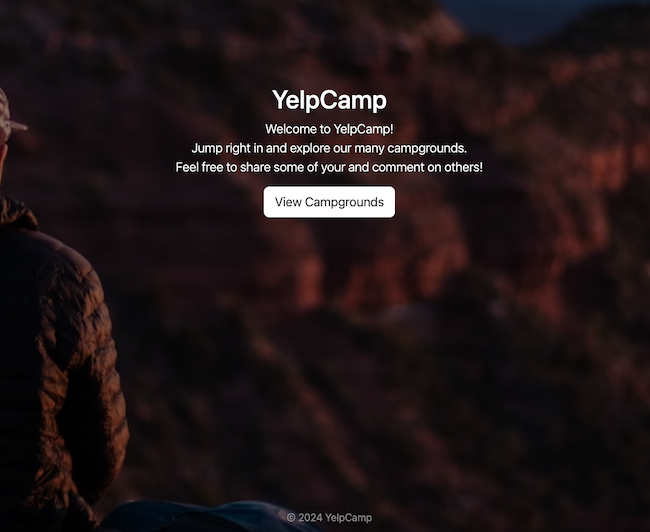 YelpCamp
Welcome to YelpCamp!
Jump right in and explore our many campgrounds.
Feel free to share some of your and comment on others!
View Campgrounds
© 2024 YelpCamp